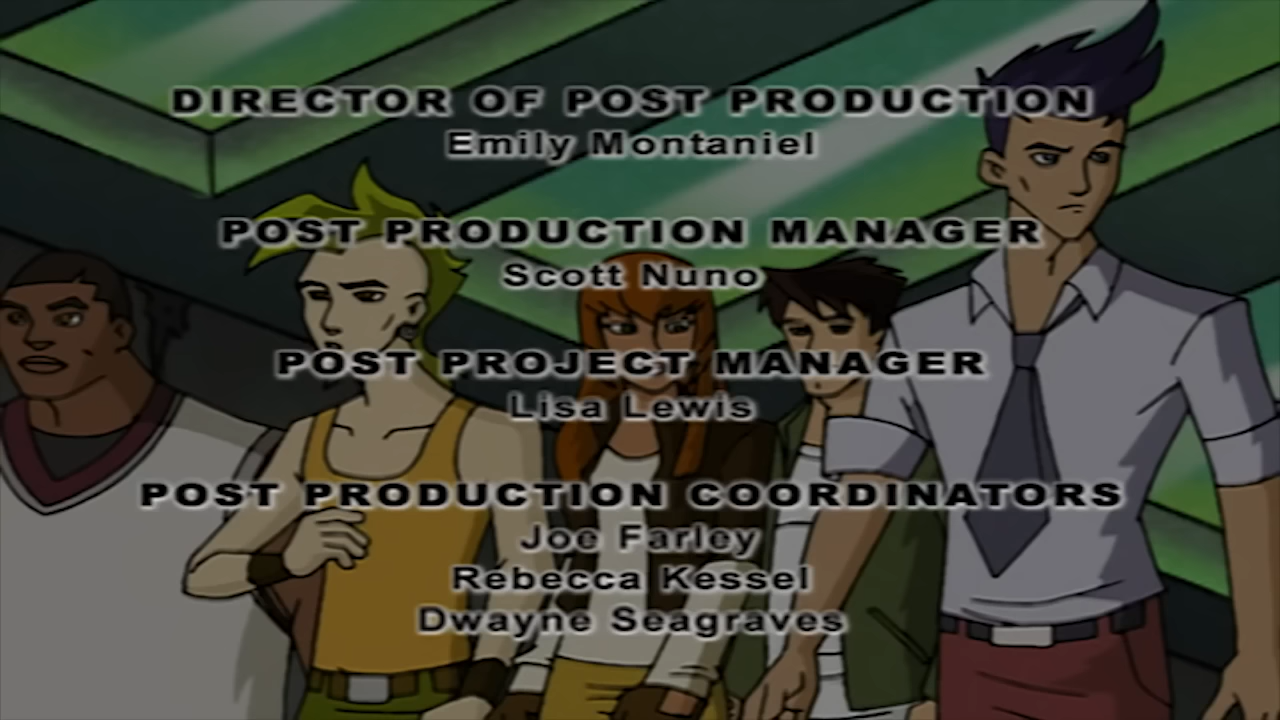 DIRECTOR OF POST PRODUCTION
Emily Montaniel
POST PRODUCTION MANAGER
Scott Nuno
POST PROJECT MANAGER
Lisa Lewis
POST PRODUCTION COORDINATORS
Joe Farley
Rebecca Kessel
Dwayne Seagraves